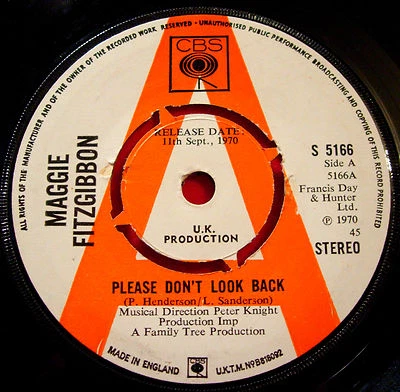 ALL RIGHTS OF THE MANUFACTURER AND OF THE OWNER OF THE RECORDED WORK RESERVED - UNAUTHORISED PUBLIC PERFORMANCE BROADCASTING AND COPYING OF THIS RECORD PROHIBITED
CBS
RELEASE DATE:
11th Sept., 1970
S 5166
Side A
5166A
Francis Day
& Hunter
Ltd.
℗ 1970
45
STEREO
MAGGIE
FITZGIBBON
U.K.
PRODUCTION
PLEASE DON'T LOOK BACK
(P. Henderson/L. Sanderson)
Musical Direction Peter Knight
Production Imp
A Family Tree Production
MADE IN ENGLAND
CBS
U.K.T.M. Nº B818092